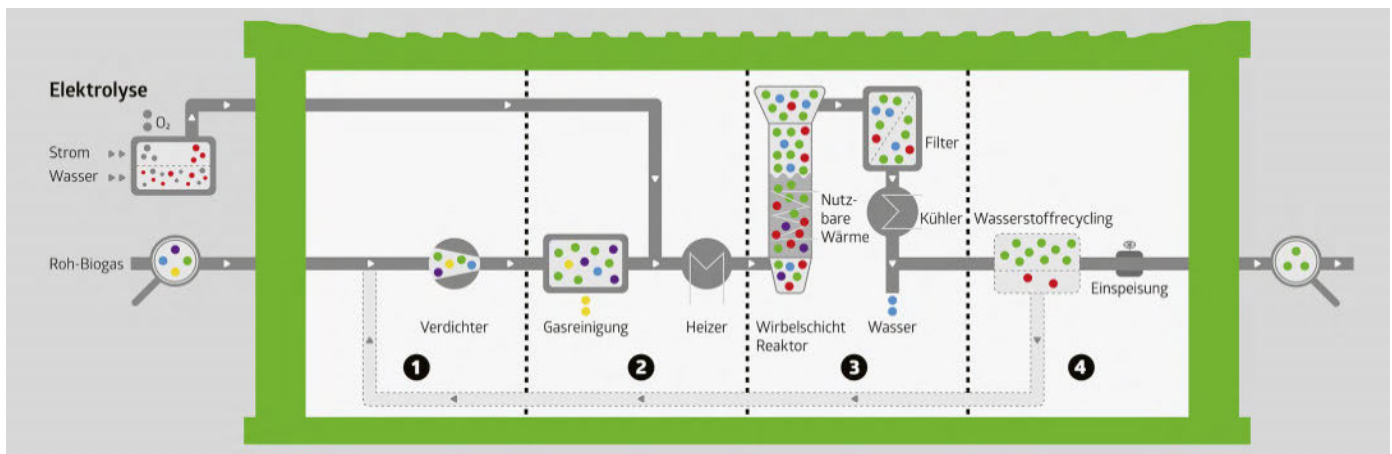 Elektrolyse
O₂
Strom
Wasser
Roh-Biogas
Verdichter
Gasreinigung
Heizer
Wirbelschicht
Reaktor
Nutz-
bare
Wärme
Filter
Kühler
Wasser
Wasserstoffrecycling
Einspeisung
1
2
3
4